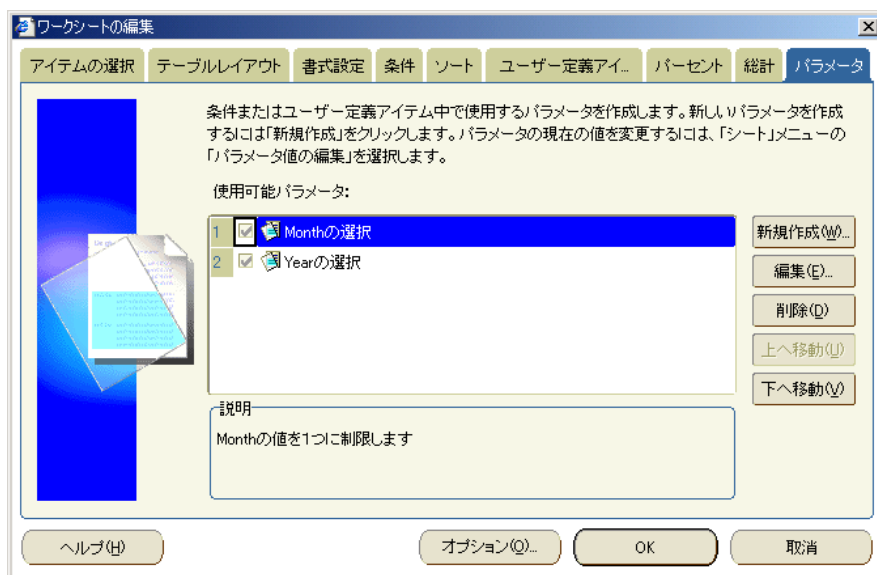 ワークシートの編集
アイテムの選択 テーブルレイアウト 書式設定 条件 ソート ユーザー定義アイ... パーセント 総計 パラメータ
条件またはユーザー定義アイテム中で使用するパラメータを作成します。新しいパラメータを作成
するには「新規作成」をクリックします。パラメータの現在の値を変更するには、「シート」メニューの
「パラメータ値の編集」を選択します。
使用可能パラメータ:
1 Monthの選択
2 Yearの選択
新規作成(W)...
編集(E)...
削除(D)
上へ移動(U)
下へ移動(V)
説明
Monthの値を1つに制限します
ヘルプ(H) オプション(O)... OK 取消